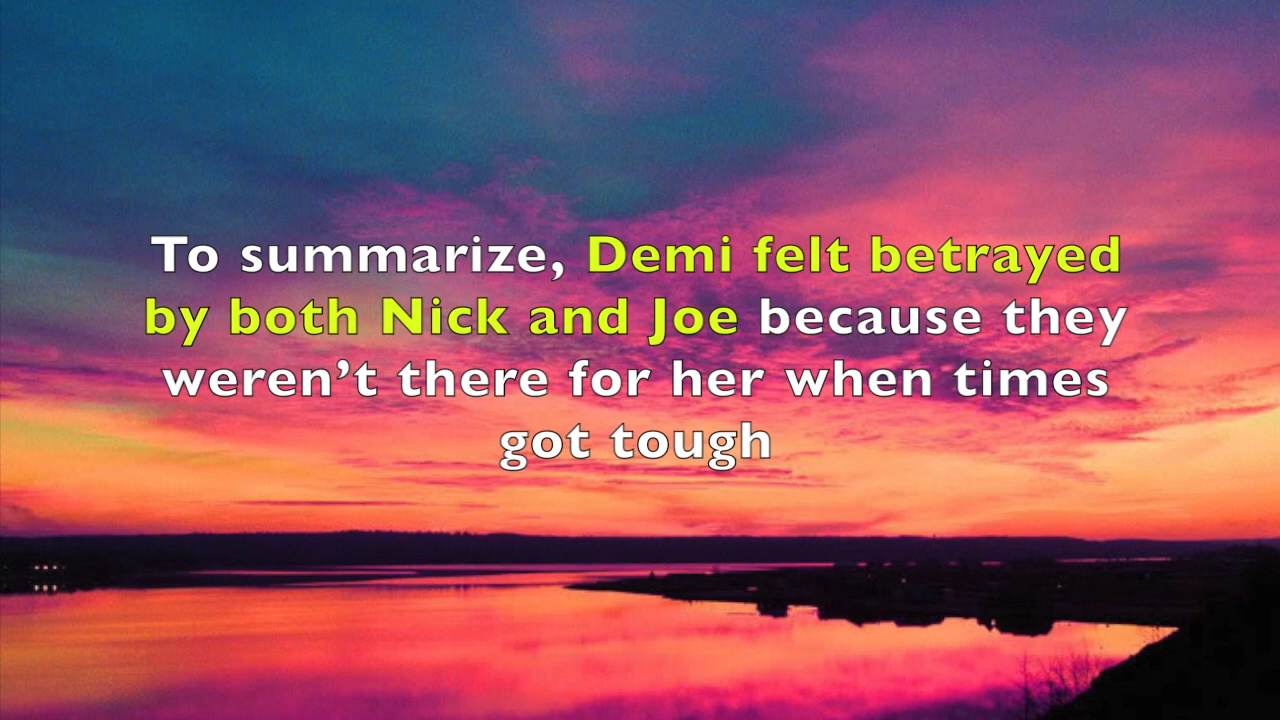 To summarize, Demi felt betrayed
by both Nick and Joe because they
weren’t there for her when times
got tough